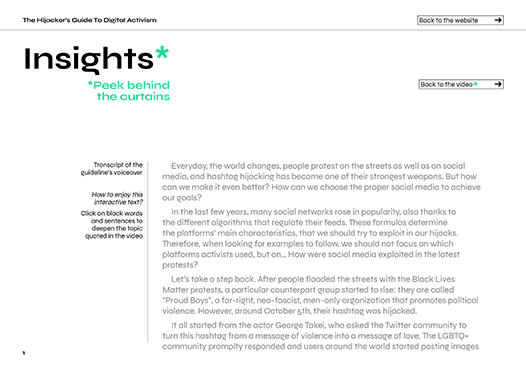 The Hijacker's Guide To Digital Activism
Back to the website →
Insights*
*Peek behind
the curtains
Back to the video* →
Transcript of the
guideline's voiceover
How to enjoy this
interactive text?
Click on black words
and sentences to
deepen the topic
quoted in the video
Everyday, the world changes, people protest on the streets as well as on social
media, and hashtag hijacking has become one of their strongest weapons. But how
can we make it even better? How can we choose the proper social media to achieve
our goals?
In the last few years, many social networks rose in popularity, also thanks to
the different algorithms that regulate their feeds. These formulas determine
the platforms' main characteristics, that we should try to exploit in our hijacks.
Therefore, when looking for examples to follow, we should not focus on which
platforms activists used, but on... How were social media exploited in the latest
protests?
Let's take a step back. After people flooded the streets with the Black Lives
Matter protests, a particular counterpart group started to rise: they are called
"Proud Boys", a far-right, neo-fascist, men-only organization that promotes political
violence. However, around October 5th, their hashtag was hijacked.
It all started from the actor George Takei, who asked the Twitter community to
turn this hashtag from a message of violence into a message of love. The LGBTQ+
community promptly responded and users around the world started posting images
1